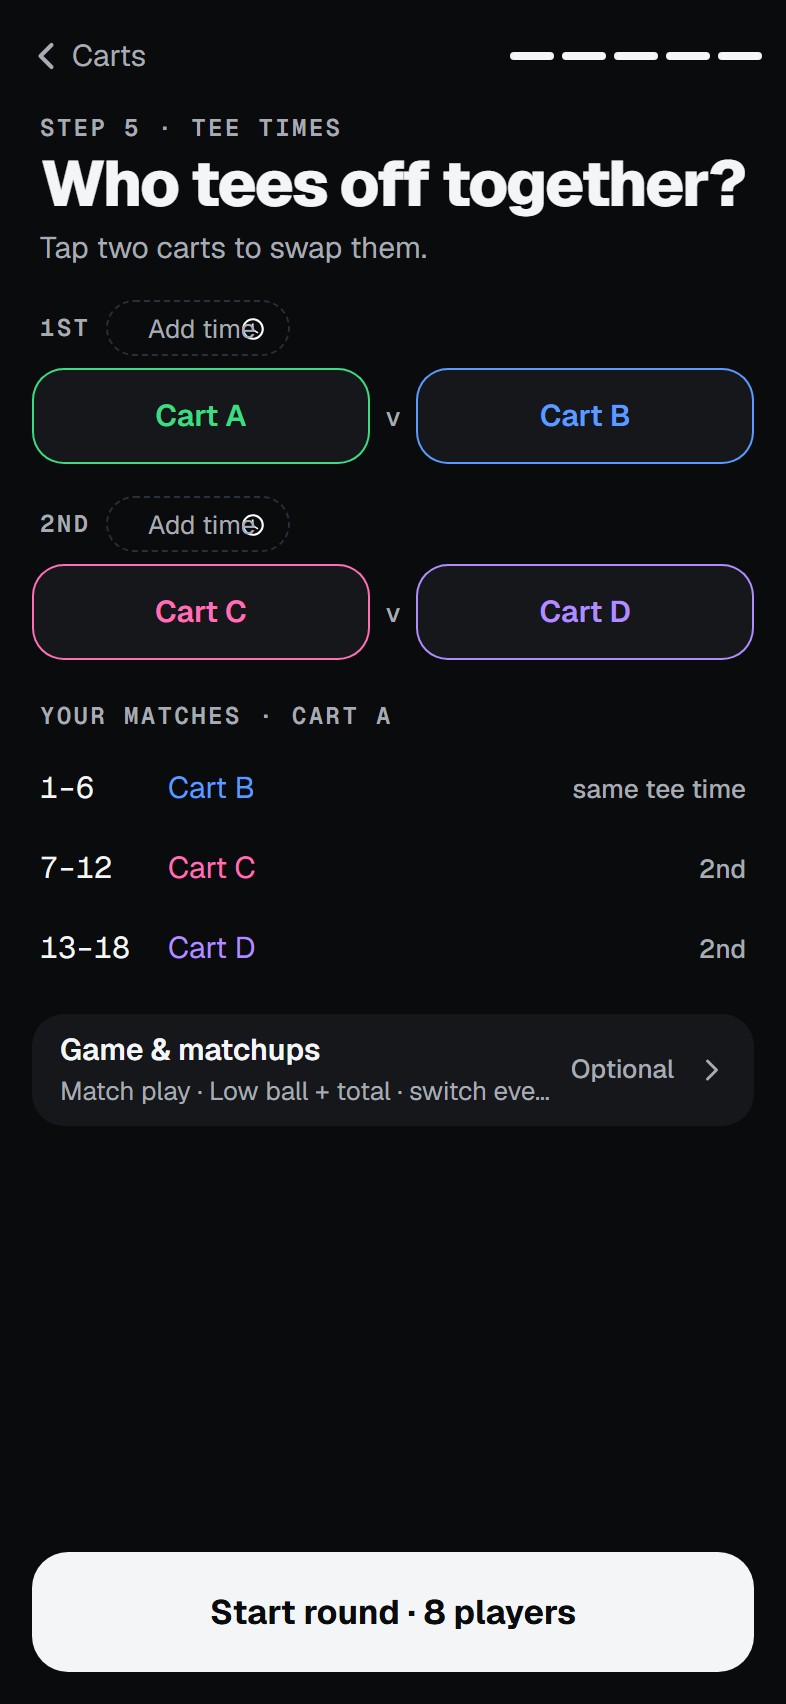 Carts
STEP 5 · TEE TIMES
Who tees off together?
Tap two carts to swap them.
1ST Add time
Cart A v Cart B
2ND Add time
Cart C v Cart D
YOUR MATCHES · CART A
1–6 Cart B same tee time
7–12 Cart C 2nd
13–18 Cart D 2nd
Game & matchups
Match play · Low ball + total · switch eve... Optional
Start round · 8 players